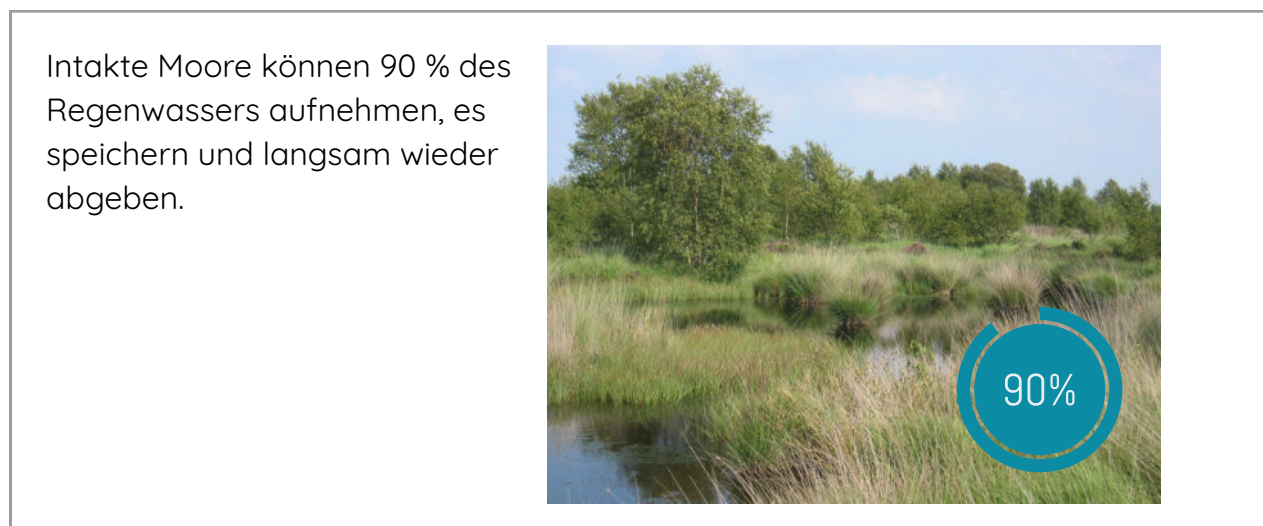 Intakte Moore können 90 % des
Regenwassers aufnehmen, es
speichern und langsam wieder
abgeben.
90%